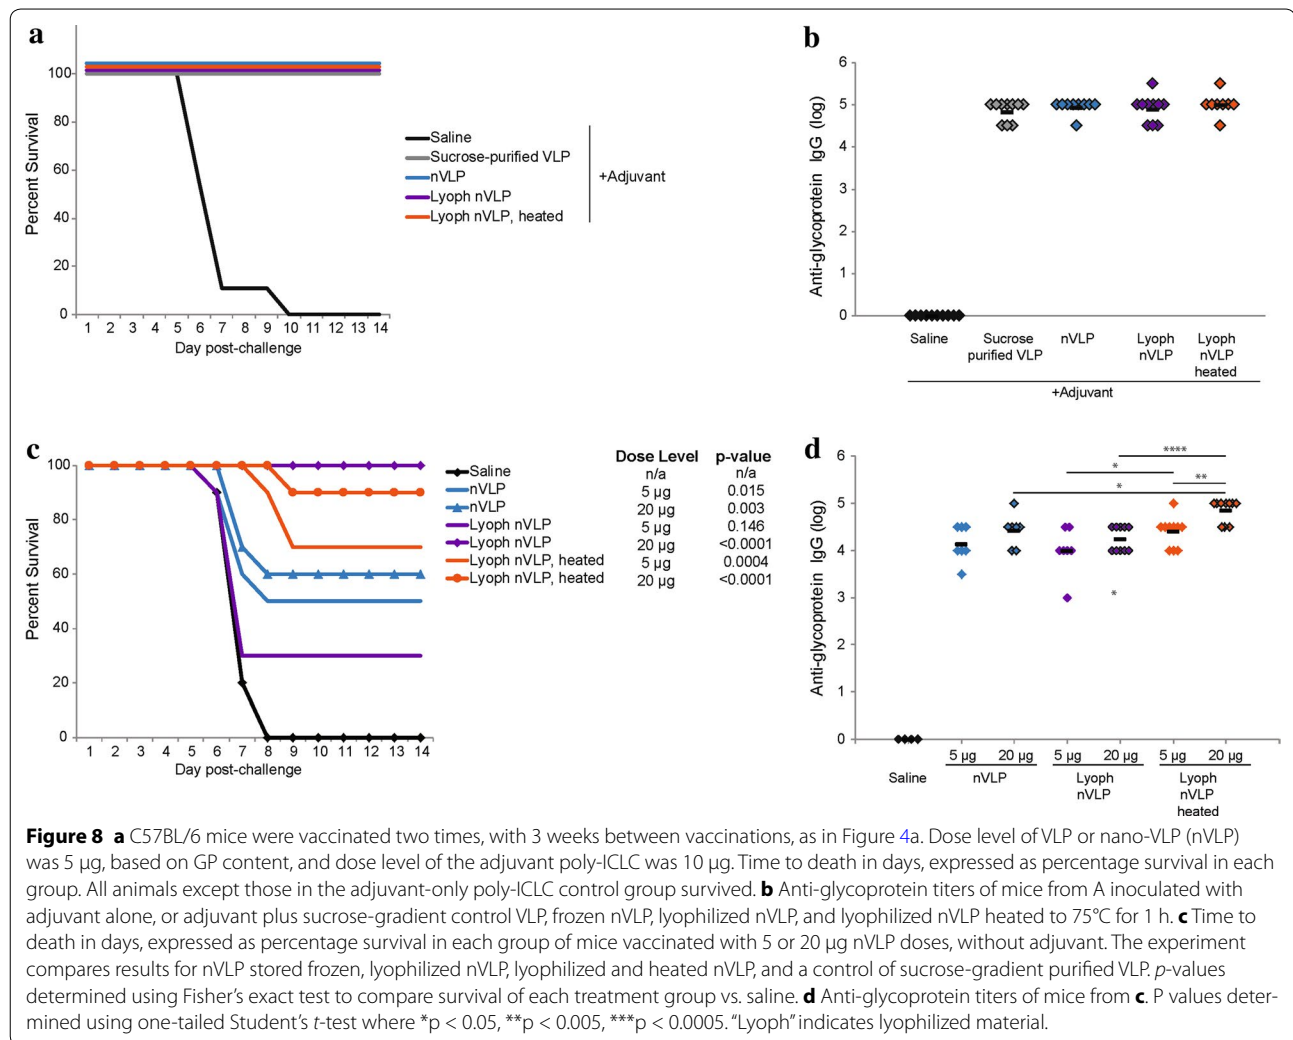 a
Percent Survival
100
80
60
40
20
0
1 2 3 4 5 6 7 8 9 10 11 12 13 14
Day post-challenge
Saline
Sucrose-purified VLP
nVLP
Lyoph nVLP
Lyoph nVLP, heated
+Adjuvant
b
Anti-glycoprotein IgG (log)
6
5
4
3
2
1
0
Saline
Sucrose
purified VLP
nVLP
Lyoph
nVLP
Lyoph
nVLP
heated
+Adjuvant
c
Percent Survival
100
80
60
40
20
0
1 2 3 4 5 6 7 8 9 10 11 12 13 14
Day post-challenge
Dose Level p-value
Saline n/a n/a
nVLP 5 µg 0.015
nVLP 20 µg 0.003
Lyoph nVLP 5 µg 0.146
Lyoph nVLP 20 µg <0.0001
Lyoph nVLP, heated 5 µg 0.0004
Lyoph nVLP, heated 20 µg <0.0001
d
Anti-glycoprotein IgG (log)
6
5
4
3
2
1
0
****
*
**
*
*
5 µg 20 µg 5 µg 20 µg 5 µg 20 µg
Saline
nVLP
Lyoph
nVLP
Lyoph
nVLP
heated
Figure 8 a C57BL/6 mice were vaccinated two times, with 3 weeks between vaccinations, as in Figure 4a. Dose level of VLP or nano-VLP (nVLP)
was 5 µg, based on GP content, and dose level of the adjuvant poly-ICLC was 10 µg. Time to death in days, expressed as percentage survival in each
group. All animals except those in the adjuvant-only poly-ICLC control group survived. b Anti-glycoprotein titers of mice from A inoculated with
adjuvant alone, or adjuvant plus sucrose-gradient control VLP, frozen nVLP, lyophilized nVLP, and lyophilized nVLP heated to 75°C for 1 h. c Time to
death in days, expressed as percentage survival in each group of mice vaccinated with 5 or 20 µg nVLP doses, without adjuvant. The experiment
compares results for nVLP stored frozen, lyophilized nVLP, lyophilized and heated nVLP, and a control of sucrose-gradient purified VLP. p-values
determined using Fisher's exact test to compare survival of each treatment group vs. saline. d Anti-glycoprotein titers of mice from c. P values deter-
mined using one-tailed Student's t-test where *p < 0.05, **p < 0.005, ***p < 0.0005. "Lyoph" indicates lyophilized material.